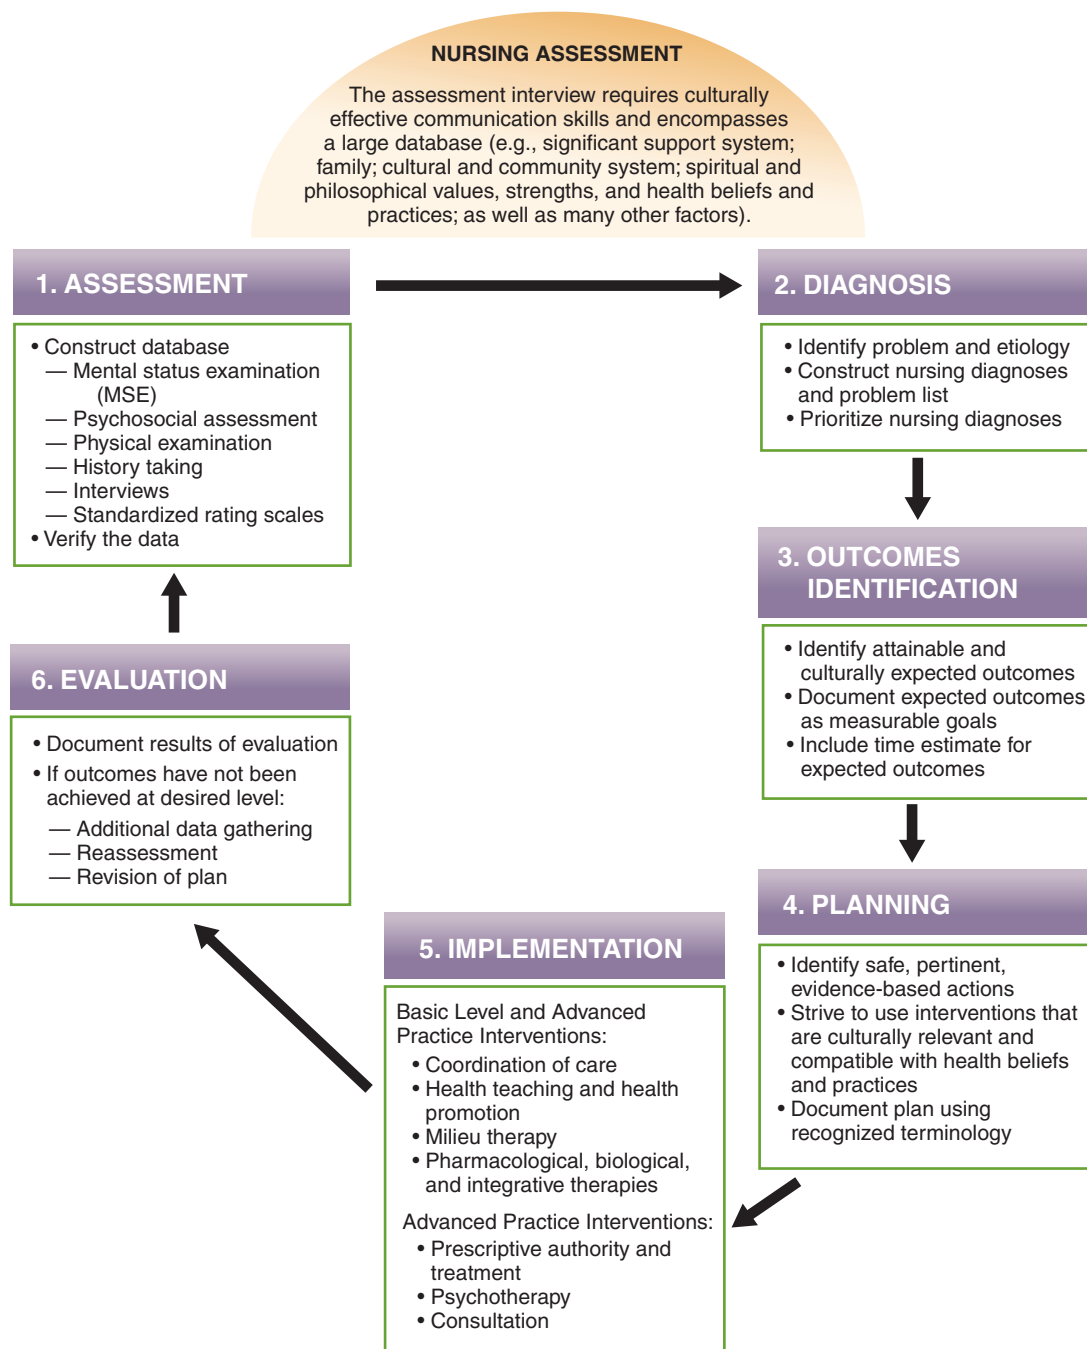 NURSING ASSESSMENT
The assessment interview requires culturally
effective communication skills and encompasses
a large database (e.g., significant support system;
family; cultural and community system; spiritual and
philosophical values, strengths, and health beliefs and
practices; as well as many other factors).
1. ASSESSMENT
• Construct database
— Mental status examination
(MSE)
— Psychosocial assessment
— Physical examination
— History taking
— Interviews
— Standardized rating scales
• Verify the data
2. DIAGNOSIS
• Identify problem and etiology
• Construct nursing diagnoses
and problem list
• Prioritize nursing diagnoses
3. OUTCOMES
IDENTIFICATION
• Identify attainable and
culturally expected outcomes
• Document expected outcomes
as measurable goals
• Include time estimate for
expected outcomes
4. PLANNING
• Identify safe, pertinent,
evidence-based actions
• Strive to use interventions that
are culturally relevant and
compatible with health beliefs
and practices
• Document plan using
recognized terminology
5. IMPLEMENTATION
Basic Level and Advanced
Practice Interventions:
• Coordination of care
• Health teaching and health
promotion
• Milieu therapy
• Pharmacological, biological,
and integrative therapies
Advanced Practice Interventions:
• Prescriptive authority and
treatment
• Psychotherapy
• Consultation
6. EVALUATION
• Document results of evaluation
• If outcomes have not been
achieved at desired level:
— Additional data gathering
— Reassessment
— Revision of plan